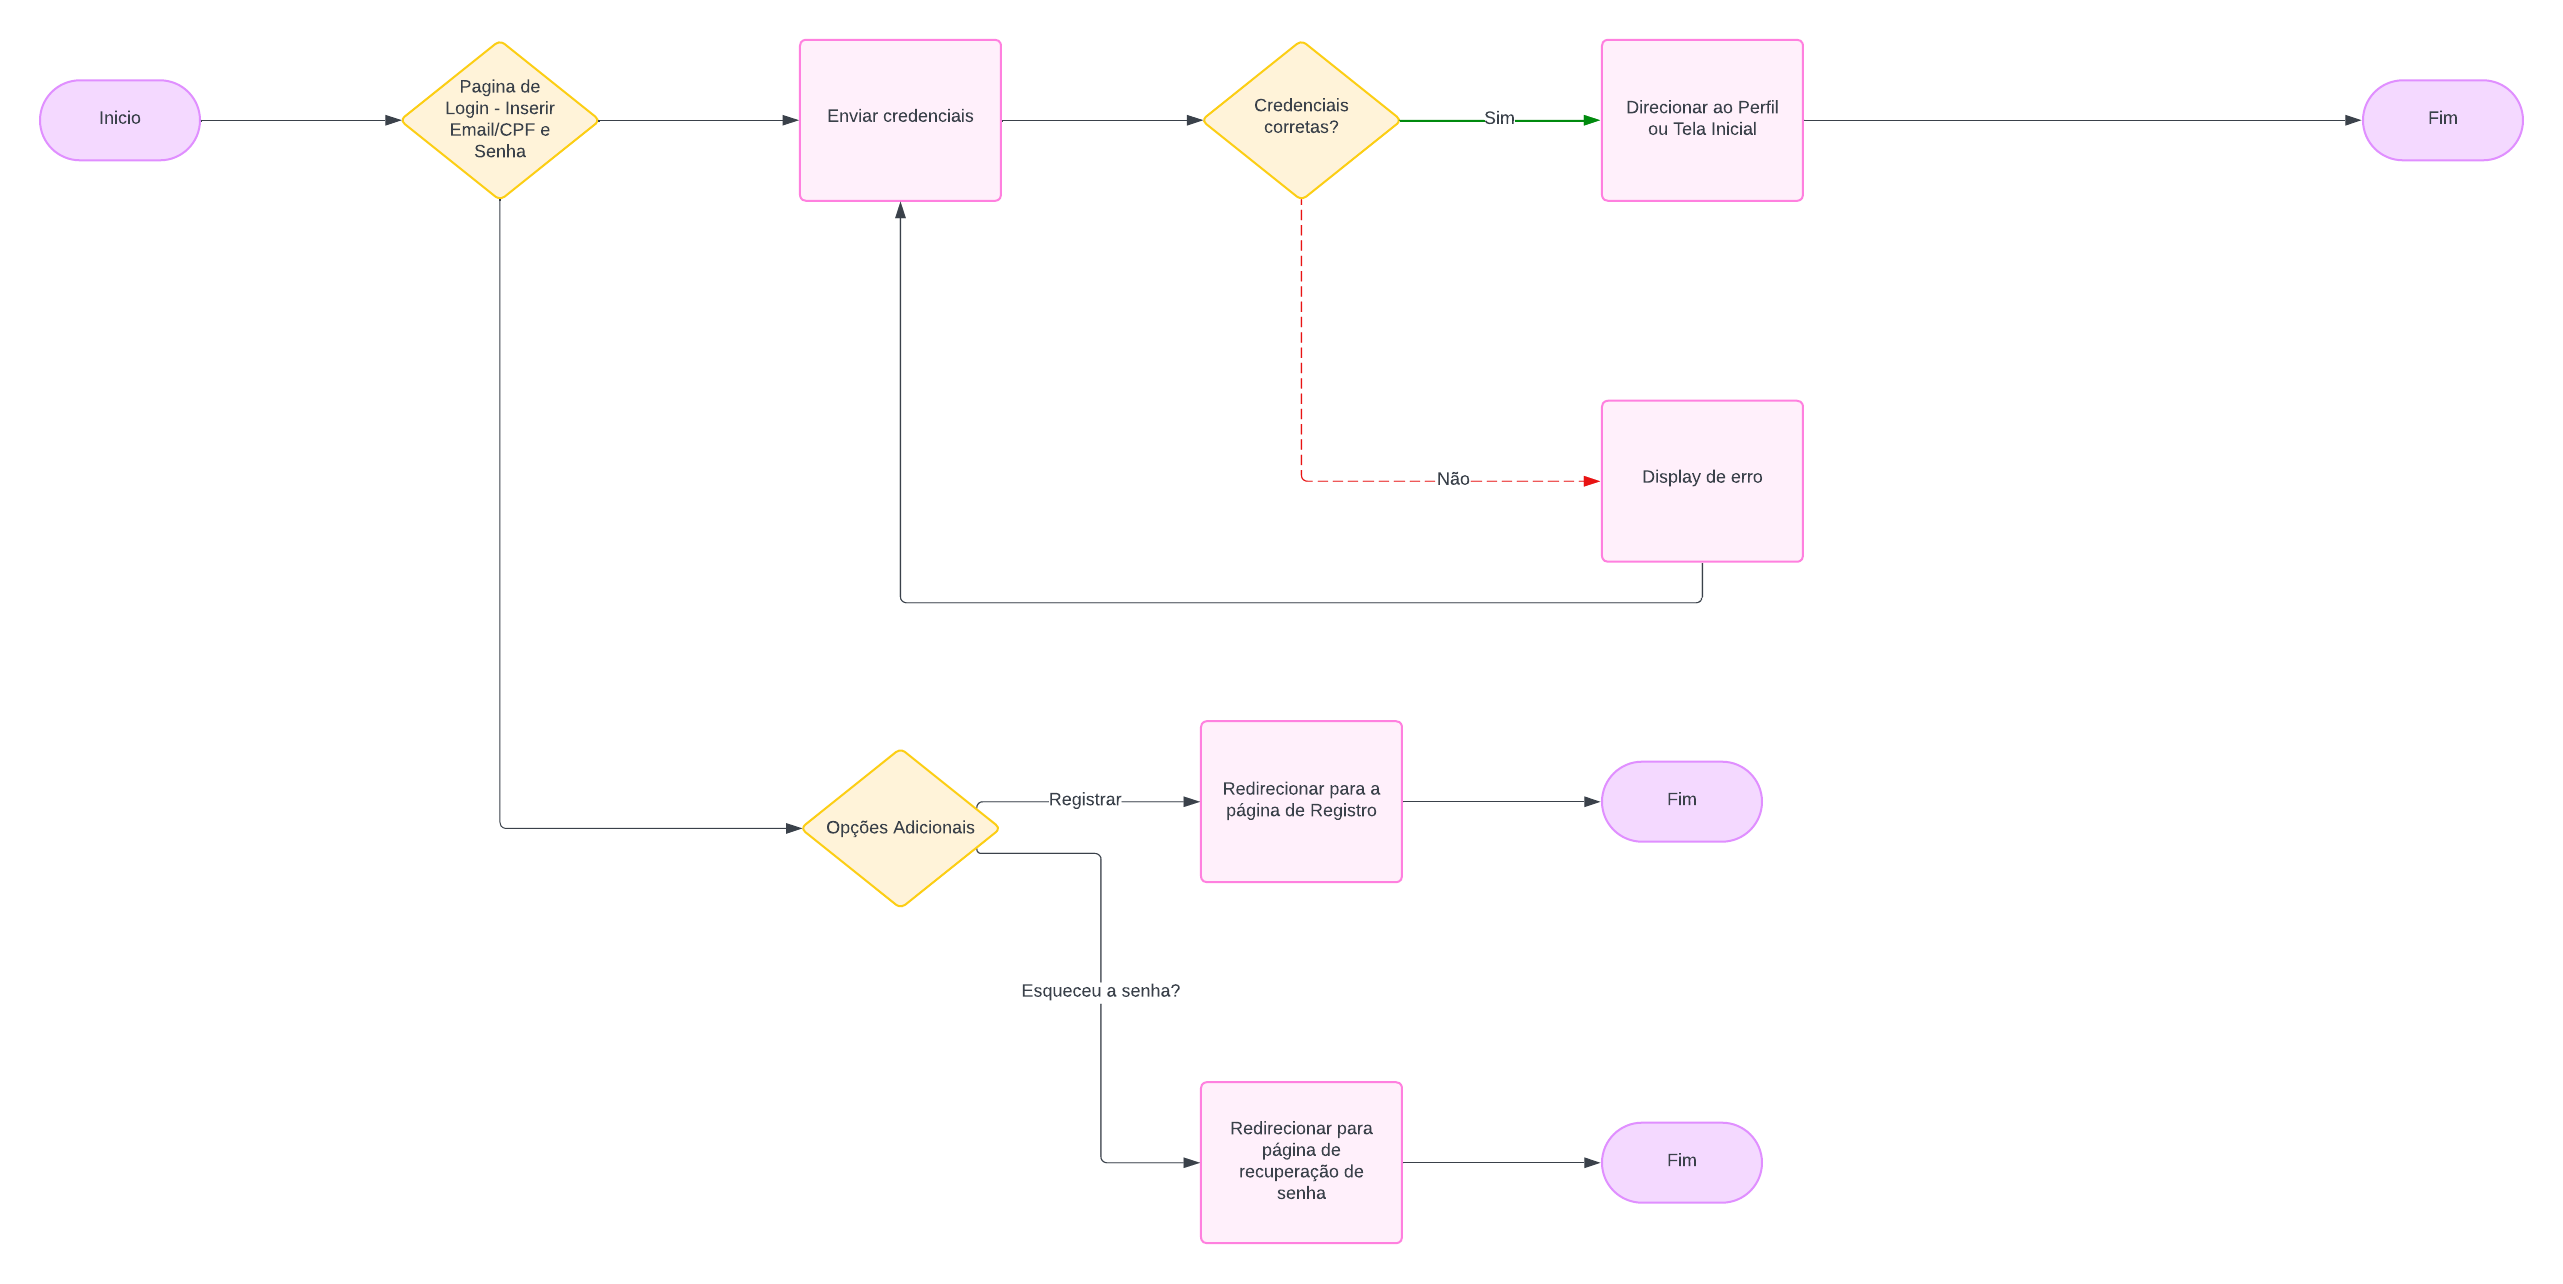 Inicio
Pagina de
Login - Inserir
Email/CPF e
Senha
Enviar credenciais
Credenciais
corretas?
Sim
Direcionar ao Perfil
ou Tela Inicial
Fim
Não
Display de erro
Opções Adicionais
Registrar
Redirecionar para a
página de Registro
Fim
Esqueceu a senha?
Redirecionar para
página de
recuperação de
senha
Fim